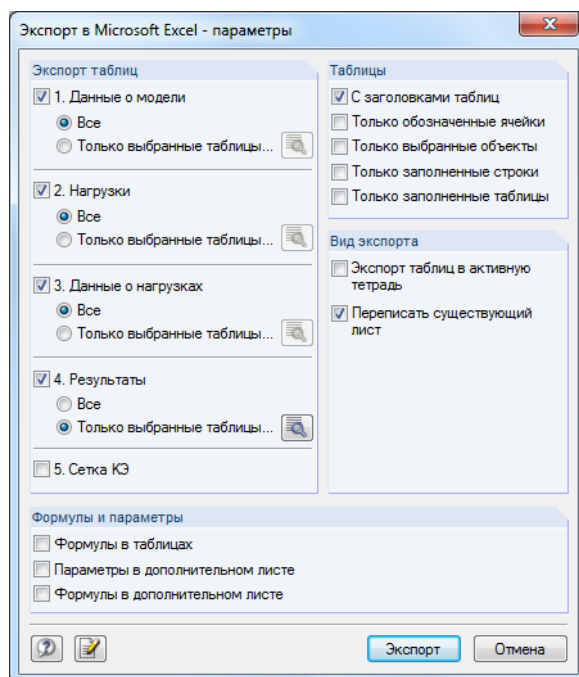 Экспорт в Microsoft Excel - параметры
Экспорт таблиц
1. Данные о модели
Все
Только выбранные таблицы...
2. Нагрузки
Все
Только выбранные таблицы...
3. Данные о нагрузках
Все
Только выбранные таблицы...
4. Результаты
Все
Только выбранные таблицы...
5. Сетка КЭ
Таблицы
С заголовками таблиц
Только обозначенные ячейки
Только выбранные объекты
Только заполненные строки
Только заполненные таблицы
Вид экспорта
Экспорт таблиц в активную
тетрадь
Переписать существующий
лист
Формулы и параметры
Формулы в таблицах
Параметры в дополнительном листе
Формулы в дополнительном листе
Экспорт
Отмена